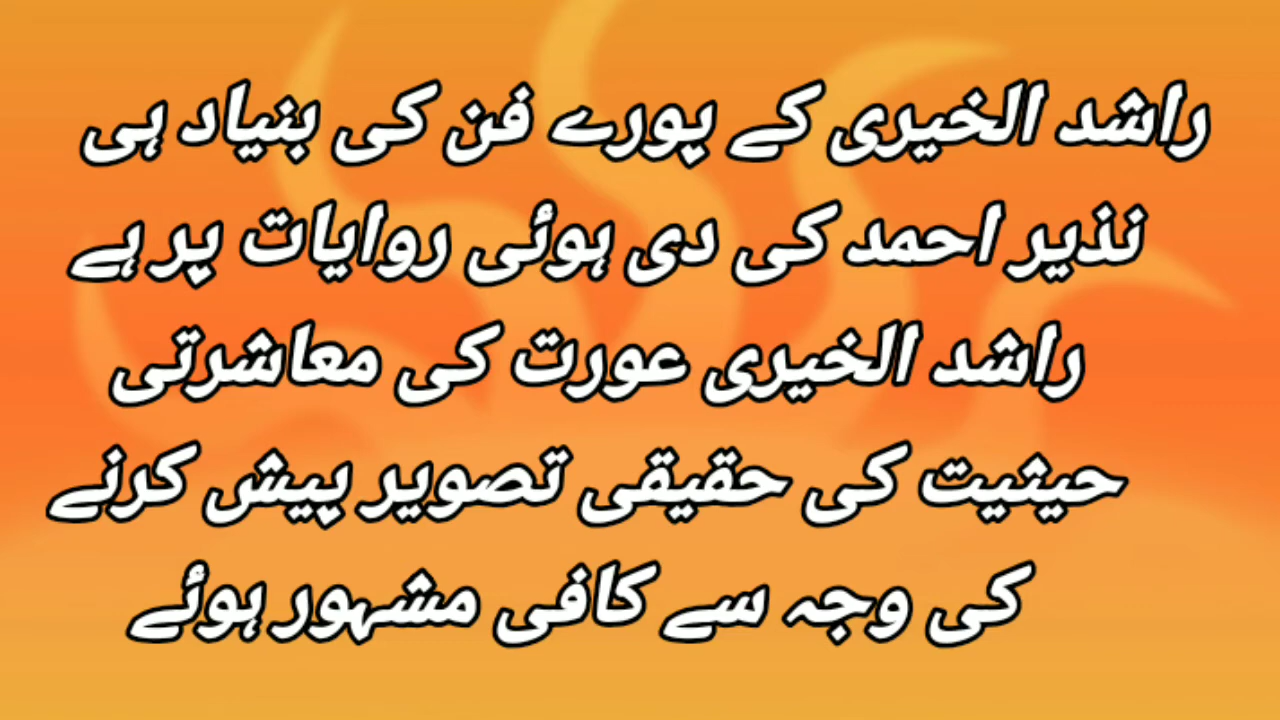 راشد الخیری کے پورے فن کی بنیاد ہی
نذیر احمد کی دی ہوئی روایات پر ہے
راشد الخیری عورت کی معاشرتی
حیثیت کی حقیقی تصویر پیش کرنے
کی وجہ سے کافی مشہور ہوئے